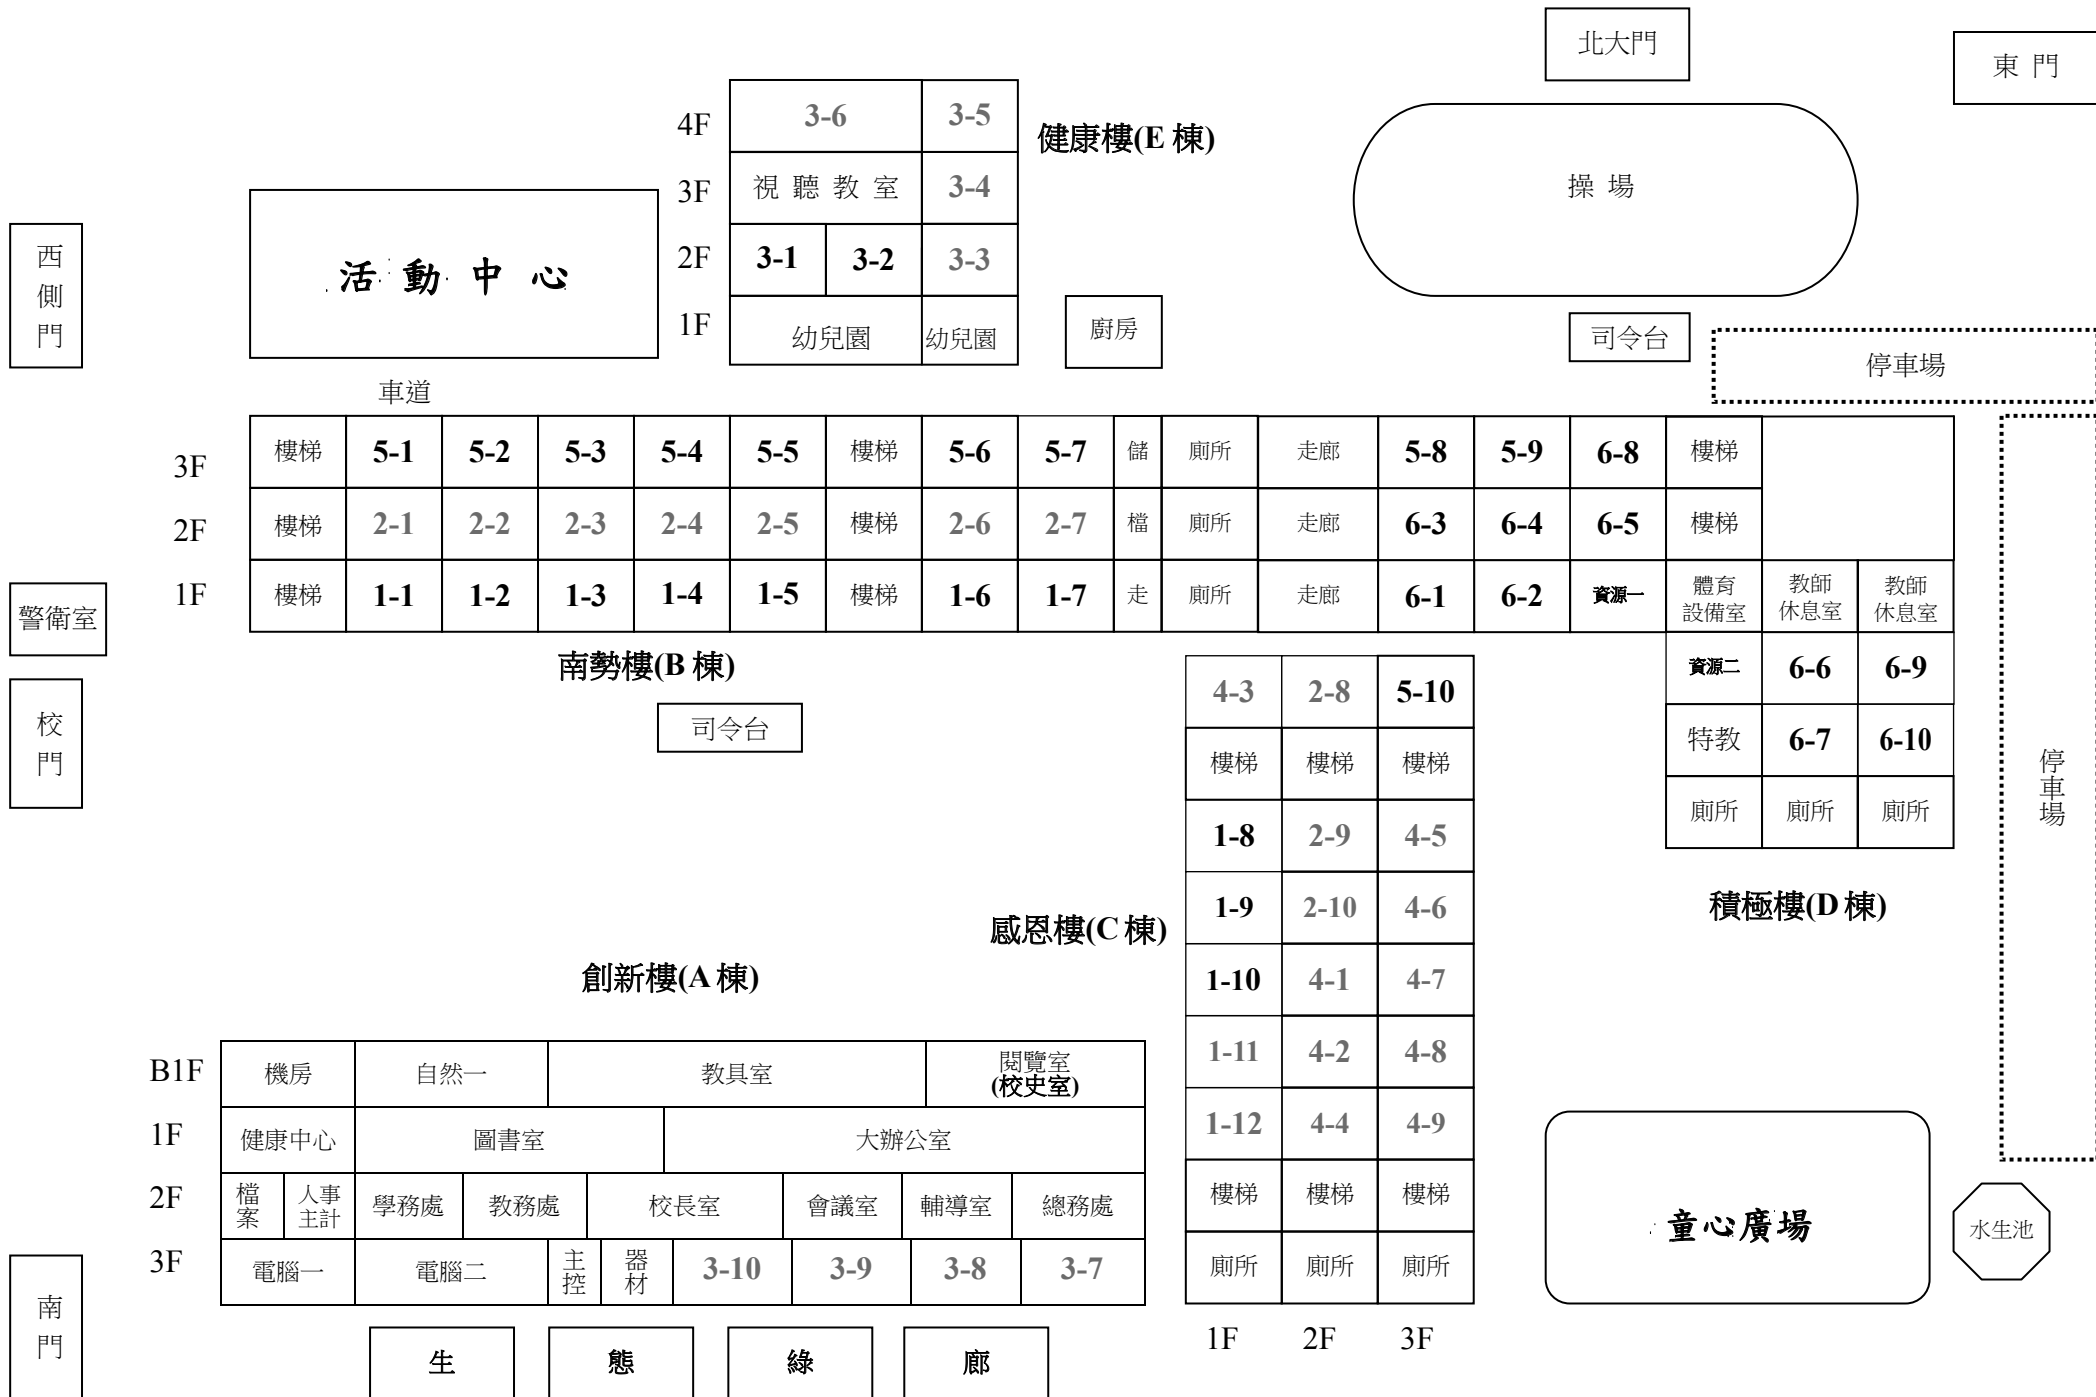 北大門
東 門
4F 3-6 3-5
健康樓(E 棟)
3F 視 聽 教 室 3-4
操 場
西側門
活 動 中 心
2F 3-1 3-2 3-3
1F 幼兒園 幼兒園
廚房
司令台
停車場
車道
3F 樓梯 5-1 5-2 5-3 5-4 5-5 樓梯 5-6 5-7 儲 廁所 走廊 5-8 5-9 6-8 樓梯
2F 樓梯 2-1 2-2 2-3 2-4 2-5 樓梯 2-6 2-7 檔 廁所 走廊 6-3 6-4 6-5 樓梯
1F 樓梯 1-1 1-2 1-3 1-4 1-5 樓梯 1-6 1-7 走 廁所 走廊 6-1 6-2 資源一 體育設備室 教師休息室 教師休息室
警衛室
南勢樓(B 棟)
資源二 6-6 6-9
校門
司令台
特教 6-7 6-10
廁所 廁所 廁所
停車場
積極樓(D 棟)
4-3 2-8 5-10
樓梯 樓梯 樓梯
1-8 2-9 4-5
1-9 2-10 4-6
感恩樓(C 棟)
1-10 4-1 4-7
1-11 4-2 4-8
1-12 4-4 4-9
樓梯 樓梯 樓梯
廁所 廁所 廁所
1F 2F 3F
創新樓(A 棟)
B1F 機房 自然一 教具室 閱覽室
(校史室)
1F 健康中心 圖書室 大辦公室
2F 檔案 人事主計 學務處 教務處 校長室 會議室 輔導室 總務處
3F 電腦一 電腦二 主控 器材 3-10 3-9 3-8 3-7
童心廣場
水生池
南門
生 態 綠 廊